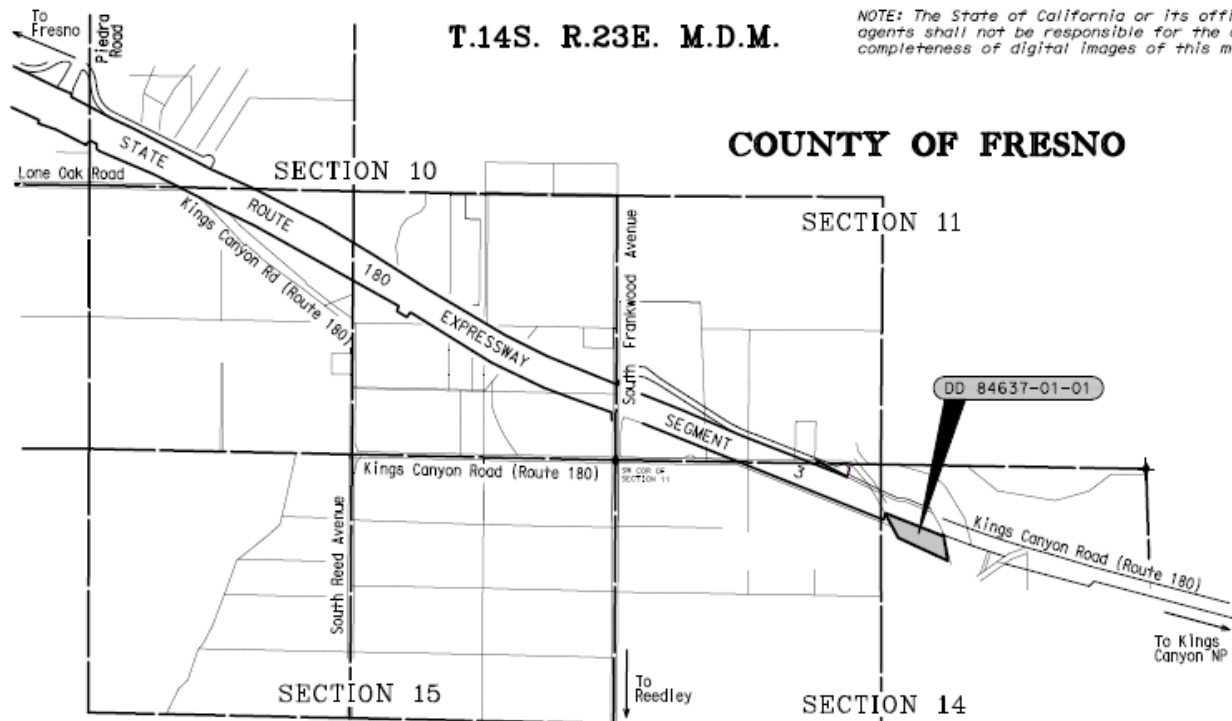 To
Fresno
Piedra
Road
T.14S. R.23E. M.D.M.
NOTE: The State of California or its offi
agents shall not be responsible for the
completeness of digital images of this m
COUNTY OF FRESNO
STATE
Lone Oak Road
SECTION 10
ROUTE
Kings Canyon Rd (Route 180)
180
EXPRESSWAY
South Frankwood Avenue
SECTION 11
DD 84637-01-01
SEGMENT
3
Kings Canyon Road (Route 180)
SW COR OF
SECTION 11
Kings Canyon Road (Route 180)
South Reed Avenue
To Kings
Canyon NP
SECTION 15
To
Reedley
SECTION 14